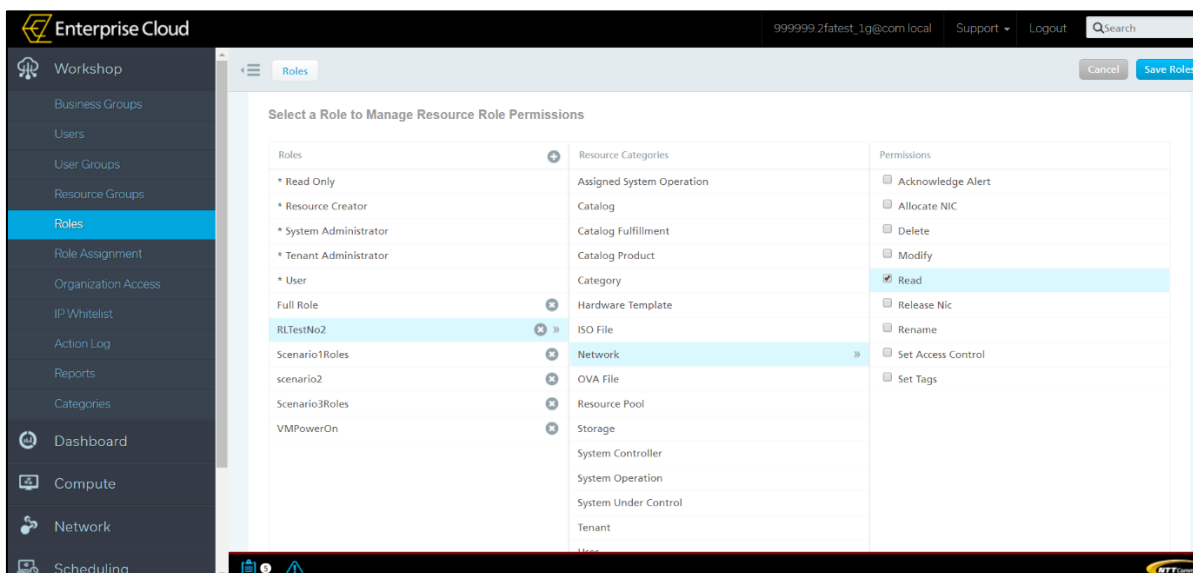 Enterprise Cloud
999999.2fatest_1g@com.local Support Logout Search
Workshop
Business Groups
Users
User Groups
Resource Groups
Roles
Role Assignment
Organization Access
IP Whitelist
Action Log
Reports
Categories
Dashboard
Compute
Network
Scheduling
Roles
Cancel Save Roles
Select a Role to Manage Resource Role Permissions
Roles
* Read Only
* Resource Creator
* System Administrator
* Tenant Administrator
* User
Full Role
RLTestNo2
Scenario1Roles
scenario2
Scenario3Roles
VMPowerOn
Resource Categories
Assigned System Operation
Catalog
Catalog Fulfillment
Catalog Product
Category
Hardware Template
ISO File
Network
OVA File
Resource Pool
Storage
System Controller
System Operation
System Under Control
Tenant
User
Permissions
Acknowledge Alert
Allocate NIC
Delete
Modify
Read
Release Nic
Rename
Set Access Control
Set Tags
5
NTT Comm